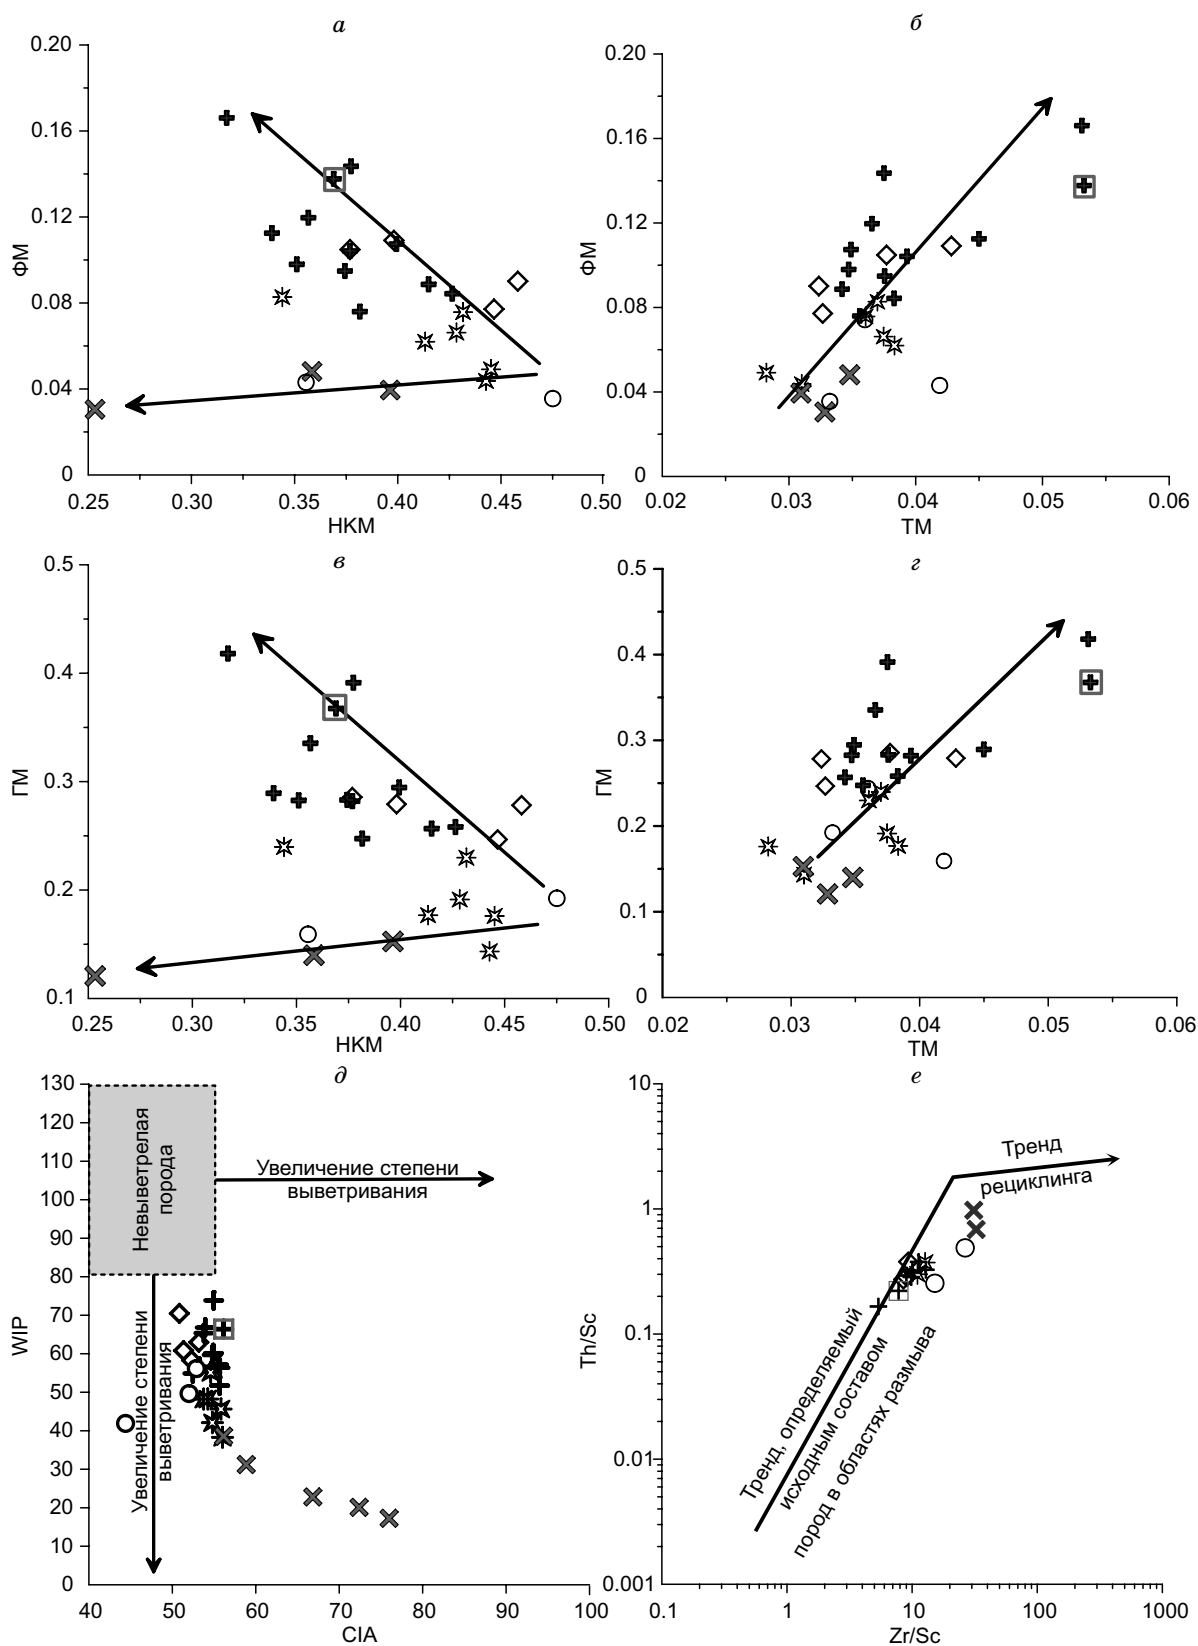 а
0.20
0.16
0.12
0.08
0.04
0
ФМ
0.25
0.30
0.35
0.40
0.45
0.50
НКМ
б
0.20
0.16
0.12
0.08
0.04
0
ФМ
0.02
0.03
0.04
0.05
0.06
ТМ
в
0.5
0.4
0.3
0.2
0.1
ГМ
0.25
0.30
0.35
0.40
0.45
0.50
НКМ
г
0.5
0.4
0.3
0.2
0.1
0
ГМ
0.02
0.03
0.04
0.05
0.06
ТМ
д
130
120
110
100
90
80
70
60
50
40
30
20
10
0
WIP
Невыветрелая
порода
Увеличение степени
выветривания
Увеличение степени
выветривания
40
50
60
70
80
90
100
CIA
е
10
1
0.1
0.01
0.001
Th/Sc
Тренд
рециклинга
Тренд, определяемый
исходным составом
пород в областях размыва
0.1
1
10
100
1000
Zr/Sc